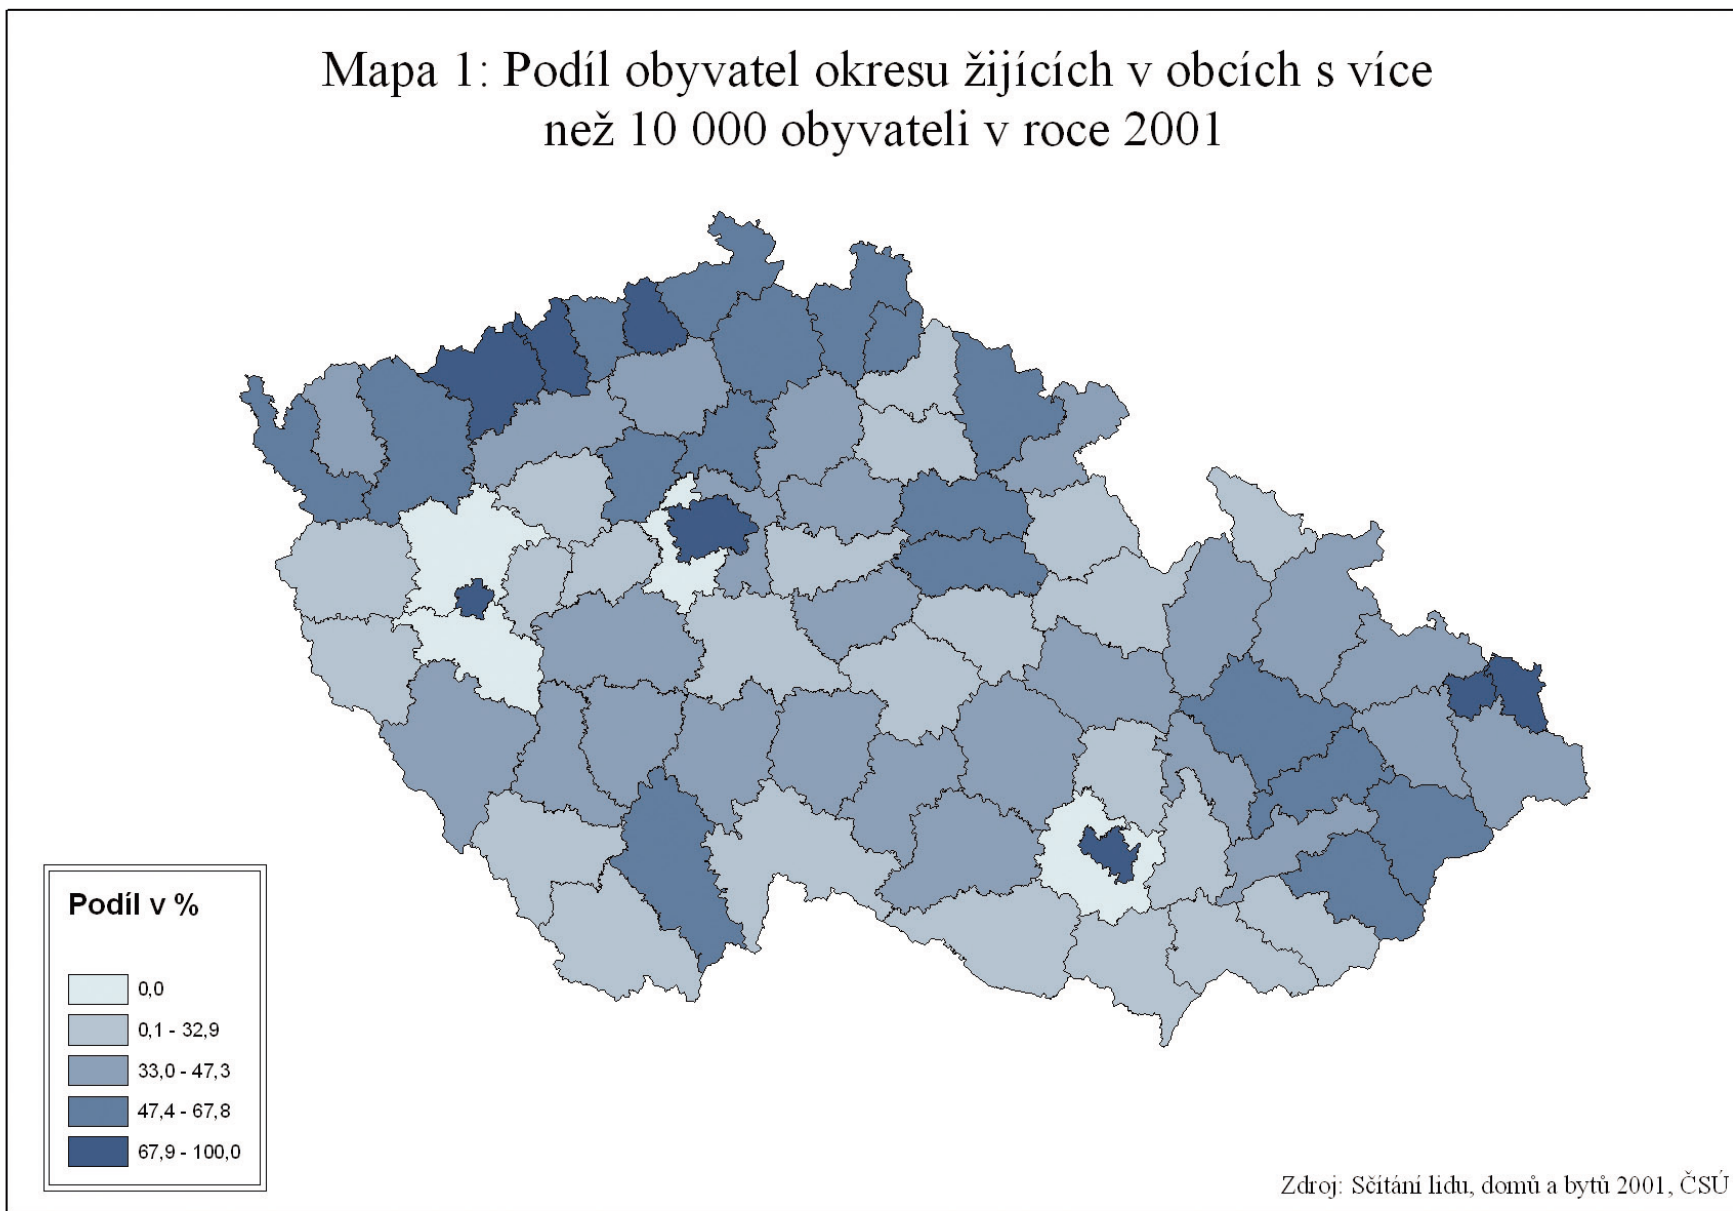 Mapa 1: Podíl obyvatel okresu žijících v obcích s více
než 10 000 obyvateli v roce 2001
Podíl v %
0,0
0,1 - 32,9
33,0 - 47,3
47,4 - 67,8
67,9 - 100,0
Zdroj: Sčítání lidu, domů a bytů 2001, ČSÚ